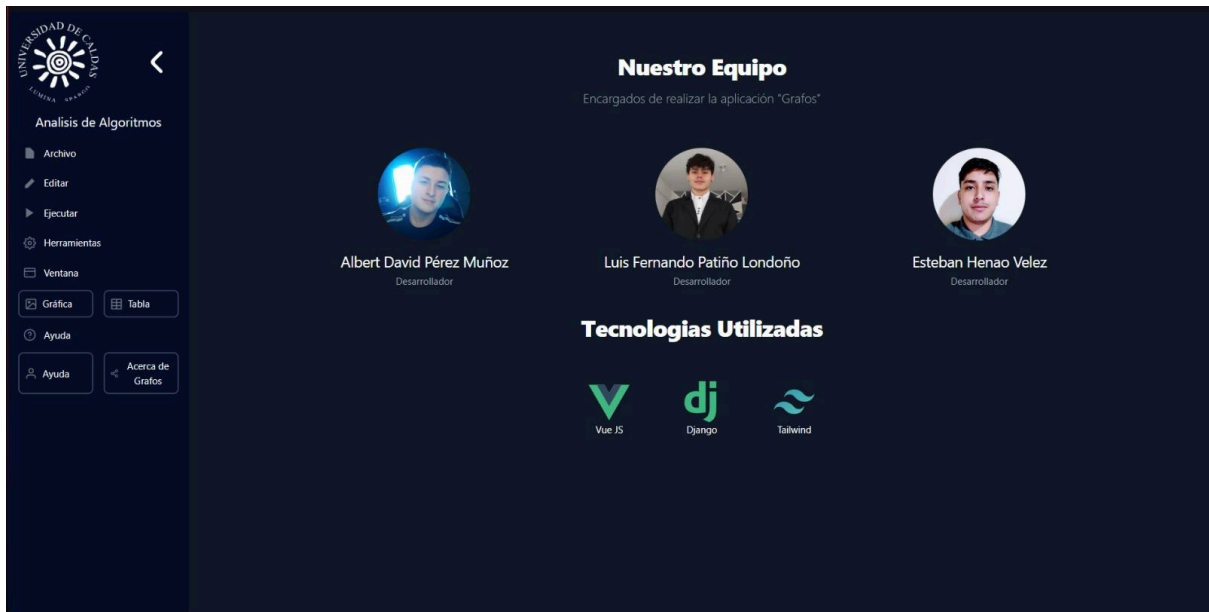 UNIVERSIDAD DE CALDAS
LUMINA SPARGO
Analisis de Algoritmos
Archivo
Editar
Ejecutar
Herramientas
Ventana
Gráfica
Tabla
Ayuda
Ayuda
Acerca de
Grafos
Nuestro Equipo
Encargados de realizar la aplicación "Grafos"
Albert David Pérez Muñoz
Desarrollador
Luis Fernando Patiño Londoño
Desarrollador
Esteban Henao Velez
Desarrollador
Tecnologias Utilizadas
dj
Vue JS
Django
Tailwind